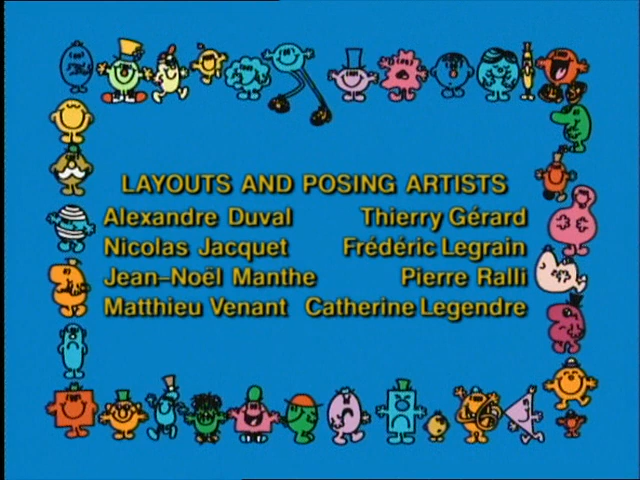 LAYOUTS AND POSING ARTISTS
Alexandre Duval Thierry Gérard
Nicolas Jacquet Frédéric Legrain
Jean–Noël Manthe Pierre Ralli
Matthieu Venant Catherine Legendre